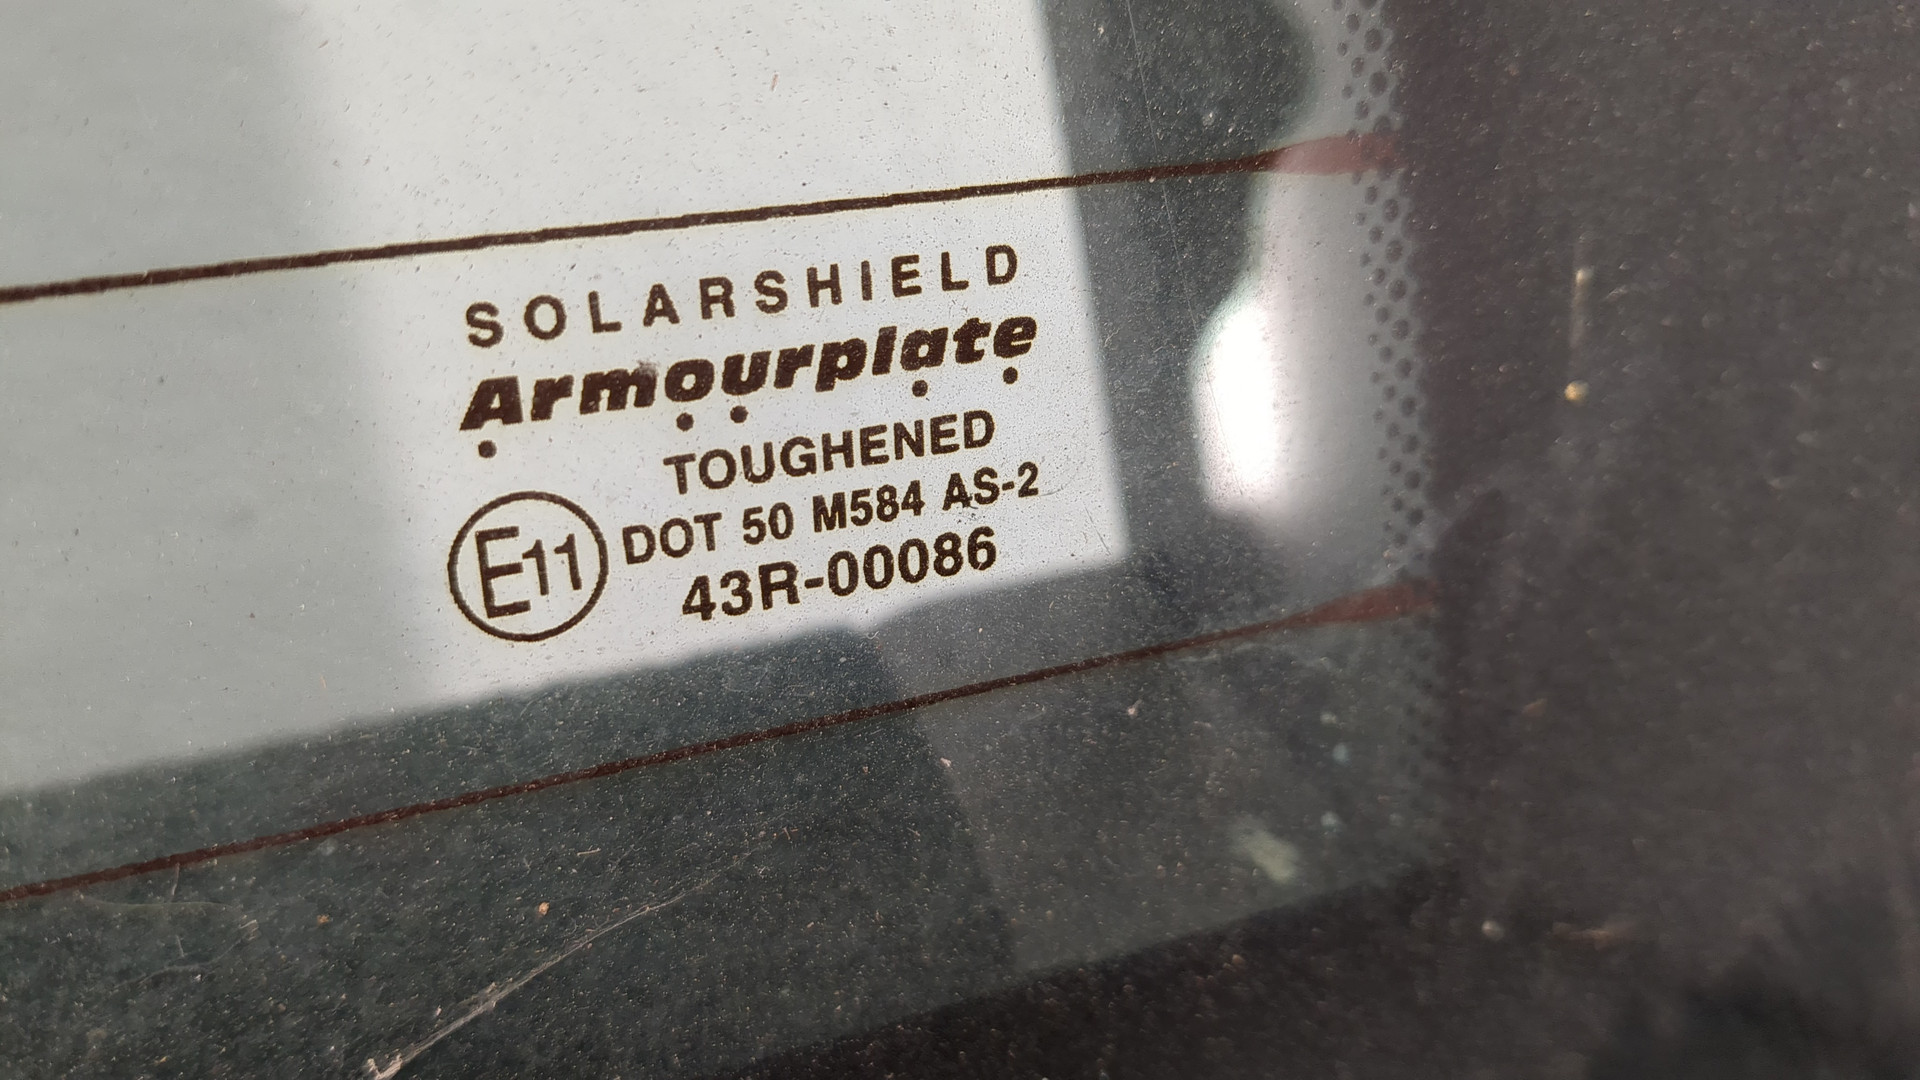 SOLARSHIELD
Armourplate
TOUGHENED
E11 DOT 50 M584 AS-2
43R-00086